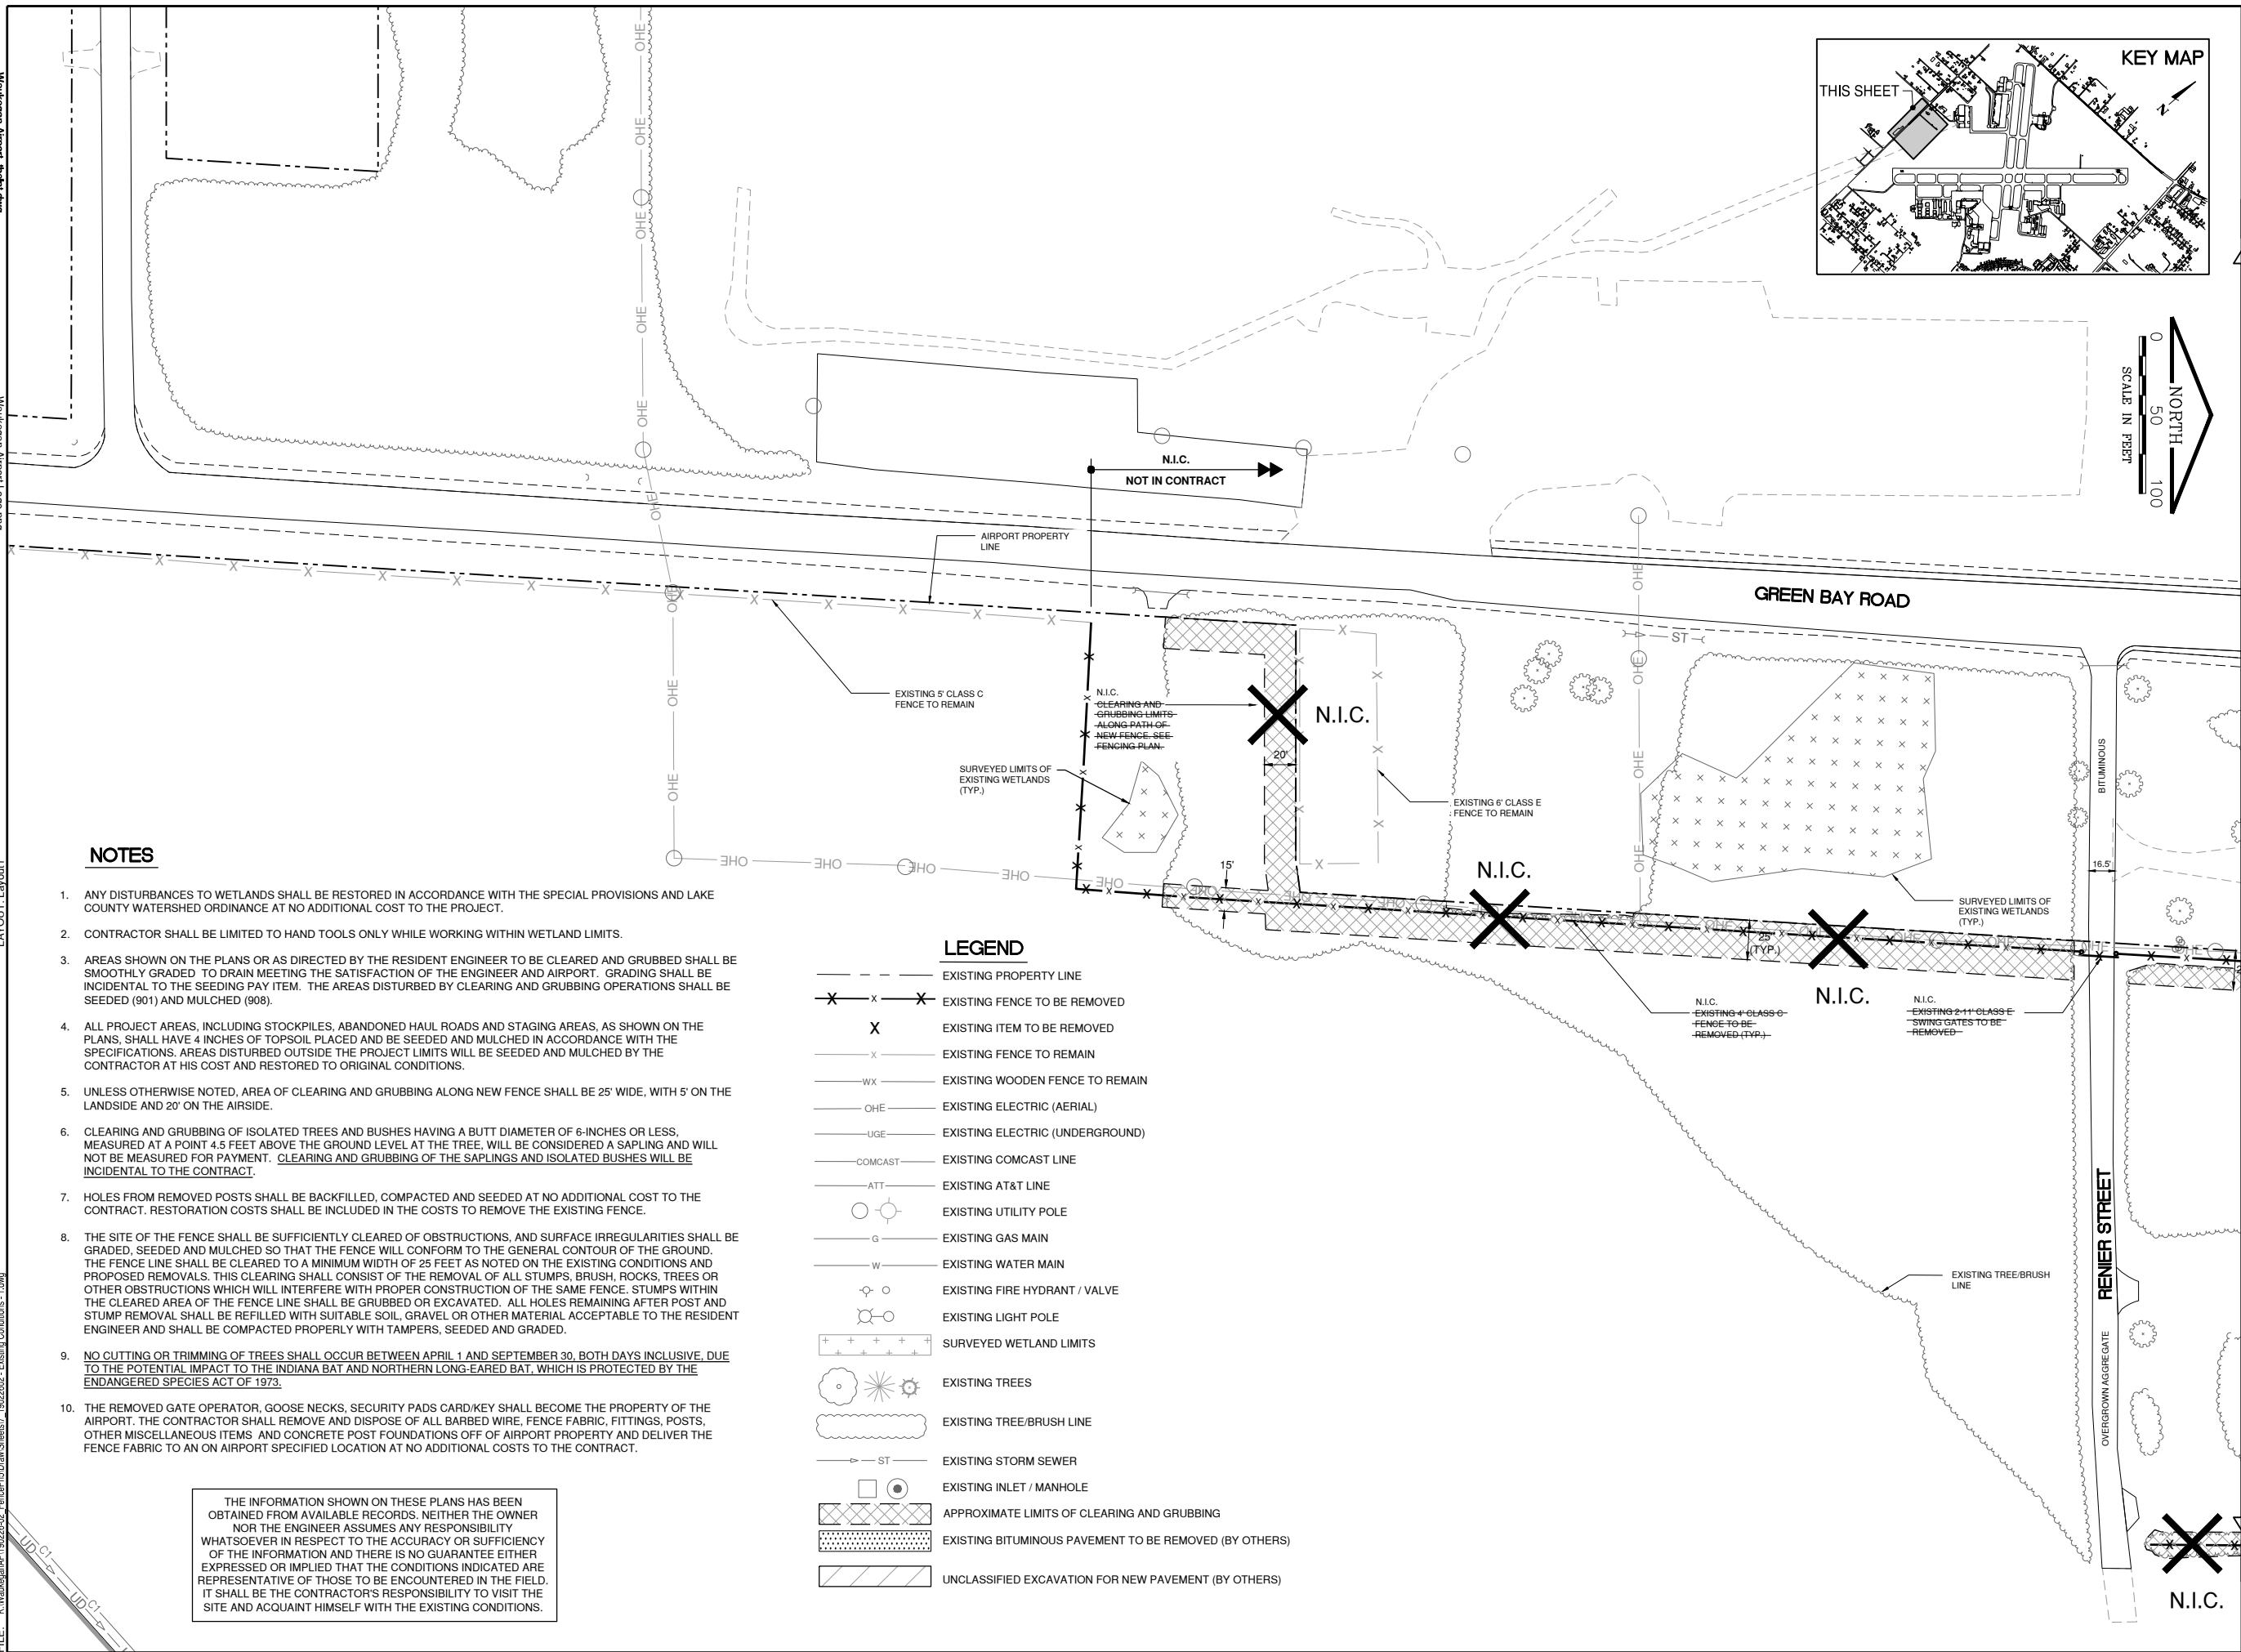 KEY MAP
THIS SHEET
N
0 50 100
SCALE IN FEET
NORTH
OHE
OHE
OHE
OHE
OHE
OHE
N.I.C.
NOT IN CONTRACT
AIRPORT PROPERTY
LINE
GREEN BAY ROAD
ST
EXISTING 5' CLASS C
FENCE TO REMAIN
N.I.C.
CLEARING AND
GRUBBING LIMITS
ALONG PATH OF
NEW FENCE. SEE
FENCING PLAN.
N.I.C.
20'
SURVEYED LIMITS OF
EXISTING WETLANDS
(TYP.)
EXISTING 6' CLASS E
FENCE TO REMAIN
BITUMINOUS
16.5'
15'
N.I.C.
25'
(TYP.)
N.I.C.
SURVEYED LIMITS OF
EXISTING WETLANDS
(TYP.)
N.I.C.
EXISTING 4' CLASS C
FENCE TO BE
REMOVED (TYP.)
N.I.C.
EXISTING 2-11' CLASS E
SWING GATES TO BE
REMOVED
RENIER STREET
OVERGROWN AGGREGATE
EXISTING TREE/BRUSH
LINE
N.I.C.
NOTES
1. ANY DISTURBANCES TO WETLANDS SHALL BE RESTORED IN ACCORDANCE WITH THE SPECIAL PROVISIONS AND LAKE
COUNTY WATERSHED ORDINANCE AT NO ADDITIONAL COST TO THE PROJECT.
2. CONTRACTOR SHALL BE LIMITED TO HAND TOOLS ONLY WHILE WORKING WITHIN WETLAND LIMITS.
3. AREAS SHOWN ON THE PLANS OR AS DIRECTED BY THE RESIDENT ENGINEER TO BE CLEARED AND GRUBBED SHALL BE
SMOOTHLY GRADED TO DRAIN MEETING THE SATISFACTION OF THE ENGINEER AND AIRPORT. GRADING SHALL BE
INCIDENTAL TO THE SEEDING PAY ITEM. THE AREAS DISTURBED BY CLEARING AND GRUBBING OPERATIONS SHALL BE
SEEDED (901) AND MULCHED (908).
4. ALL PROJECT AREAS, INCLUDING STOCKPILES, ABANDONED HAUL ROADS AND STAGING AREAS, AS SHOWN ON THE
PLANS, SHALL HAVE 4 INCHES OF TOPSOIL PLACED AND BE SEEDED AND MULCHED IN ACCORDANCE WITH THE
SPECIFICATIONS. AREAS DISTURBED OUTSIDE THE PROJECT LIMITS WILL BE SEEDED AND MULCHED BY THE
CONTRACTOR AT HIS COST AND RESTORED TO ORIGINAL CONDITIONS.
5. UNLESS OTHERWISE NOTED, AREA OF CLEARING AND GRUBBING ALONG NEW FENCE SHALL BE 25' WIDE, WITH 5' ON THE
LANDSIDE AND 20' ON THE AIRSIDE.
6. CLEARING AND GRUBBING OF ISOLATED TREES AND BUSHES HAVING A BUTT DIAMETER OF 6-INCHES OR LESS,
MEASURED AT A POINT 4.5 FEET ABOVE THE GROUND LEVEL AT THE TREE, WILL BE CONSIDERED A SAPLING AND WILL
NOT BE MEASURED FOR PAYMENT. CLEARING AND GRUBBING OF THE SAPLINGS AND ISOLATED BUSHES WILL BE
INCIDENTAL TO THE CONTRACT.
7. HOLES FROM REMOVED POSTS SHALL BE BACKFILLED, COMPACTED AND SEEDED AT NO ADDITIONAL COST TO THE
CONTRACT. RESTORATION COSTS SHALL BE INCLUDED IN THE COSTS TO REMOVE THE EXISTING FENCE.
8. THE SITE OF THE FENCE SHALL BE SUFFICIENTLY CLEARED OF OBSTRUCTIONS, AND SURFACE IRREGULARITIES SHALL BE
GRADED, SEEDED AND MULCHED SO THAT THE FENCE WILL CONFORM TO THE GENERAL CONTOUR OF THE GROUND.
THE FENCE LINE SHALL BE CLEARED TO A MINIMUM WIDTH OF 25 FEET AS NOTED ON THE EXISTING CONDITIONS AND
PROPOSED REMOVALS. THIS CLEARING SHALL CONSIST OF THE REMOVAL OF ALL STUMPS, BRUSH, ROCKS, TREES OR
OTHER OBSTRUCTIONS WHICH WILL INTERFERE WITH PROPER CONSTRUCTION OF THE SAME FENCE. STUMPS WITHIN
THE CLEARED AREA OF THE FENCE LINE SHALL BE GRUBBED OR EXCAVATED. ALL HOLES REMAINING AFTER POST AND
STUMP REMOVAL SHALL BE REFILLED WITH SUITABLE SOIL, GRAVEL OR OTHER MATERIAL ACCEPTABLE TO THE RESIDENT
ENGINEER AND SHALL BE COMPACTED PROPERLY WITH TAMPERS, SEEDED AND GRADED.
9. NO CUTTING OR TRIMMING OF TREES SHALL OCCUR BETWEEN APRIL 1 AND SEPTEMBER 30, BOTH DAYS INCLUSIVE, DUE
TO THE POTENTIAL IMPACT TO THE INDIANA BAT AND NORTHERN LONG-EARED BAT, WHICH IS PROTECTED BY THE
ENDANGERED SPECIES ACT OF 1973.
10. THE REMOVED GATE OPERATOR, GOOSE NECKS, SECURITY PADS CARD/KEY SHALL BECOME THE PROPERTY OF THE
AIRPORT. THE CONTRACTOR SHALL REMOVE AND DISPOSE OF ALL BARBED WIRE, FENCE FABRIC, FITTINGS, POSTS,
OTHER MISCELLANEOUS ITEMS AND CONCRETE POST FOUNDATIONS OFF OF AIRPORT PROPERTY AND DELIVER THE
FENCE FABRIC TO AN ON AIRPORT SPECIFIED LOCATION AT NO ADDITIONAL COSTS TO THE CONTRACT.
THE INFORMATION SHOWN ON THESE PLANS HAS BEEN
OBTAINED FROM AVAILABLE RECORDS. NEITHER THE OWNER
NOR THE ENGINEER ASSUMES ANY RESPONSIBILITY
WHATSOEVER IN RESPECT TO THE ACCURACY OR SUFFICIENCY
OF THE INFORMATION AND THERE IS NO GUARANTEE EITHER
EXPRESSED OR IMPLIED THAT THE CONDITIONS INDICATED ARE
REPRESENTATIVE OF THOSE TO BE ENCOUNTERED IN THE FIELD.
IT SHALL BE THE CONTRACTOR'S RESPONSIBILITY TO VISIT THE
SITE AND ACQUAINT HIMSELF WITH THE EXISTING CONDITIONS.
UD C1
UD C1
LEGEND
EXISTING PROPERTY LINE
X x X EXISTING FENCE TO BE REMOVED
X EXISTING ITEM TO BE REMOVED
X EXISTING FENCE TO REMAIN
WX EXISTING WOODEN FENCE TO REMAIN
OHE EXISTING ELECTRIC (AERIAL)
UGE EXISTING ELECTRIC (UNDERGROUND)
COMCAST EXISTING COMCAST LINE
ATT EXISTING AT&T LINE
EXISTING UTILITY POLE
G EXISTING GAS MAIN
W EXISTING WATER MAIN
EXISTING FIRE HYDRANT / VALVE
EXISTING LIGHT POLE
SURVEYED WETLAND LIMITS
EXISTING TREES
EXISTING TREE/BRUSH LINE
ST EXISTING STORM SEWER
EXISTING INLET / MANHOLE
APPROXIMATE LIMITS OF CLEARING AND GRUBBING
EXISTING BITUMINOUS PAVEMENT TO BE REMOVED (BY OTHERS)
UNCLASSIFIED EXCAVATION FOR NEW PAVEMENT (BY OTHERS)